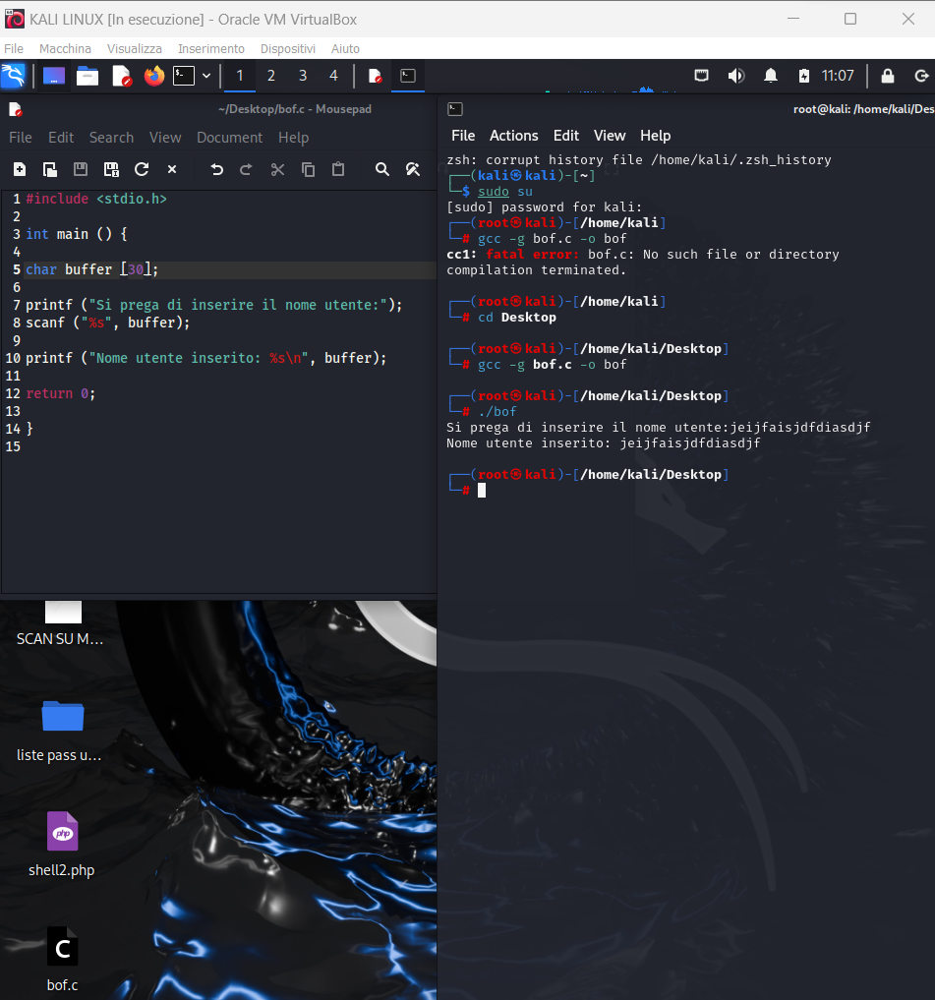 KALI LINUX [In esecuzione] - Oracle VM VirtualBox
File Macchina Visualizza Inserimento Dispositivi Aiuto
1 2 3 4 11:07
~/Desktop/bof.c - Mousepad
File Edit Search View Document Help
1 #include <stdio.h>
2
3 int main () {
4
5 char buffer [30];
6
7 printf ("Si prega di inserire il nome utente:");
8 scanf ("%s", buffer);
9
10 printf ("Nome utente inserito: %s\n", buffer);
11
12 return 0;
13
14 }
15
root@kali: /home/kali/Des
File Actions Edit View Help
zsh: corrupt history file /home/kali/.zsh_history
┌──(kali㉿kali)-[~]
└─$ sudo su
[sudo] password for kali:
┌──(root㉿kali)-[/home/kali]
└─# gcc -g bof.c -o bof
cc1: fatal error: bof.c: No such file or directory
compilation terminated.
┌──(root㉿kali)-[/home/kali]
└─# cd Desktop
┌──(root㉿kali)-[/home/kali/Desktop]
└─# gcc -g bof.c -o bof
┌──(root㉿kali)-[/home/kali/Desktop]
└─# ./bof
Si prega di inserire il nome utente:jeijfaisjdfdiasdjf
Nome utente inserito: jeijfaisjdfdiasdjf
┌──(root㉿kali)-[/home/kali/Desktop]
└─#
SCAN SU M...
liste pass u...
php
shell2.php
C
bof.c